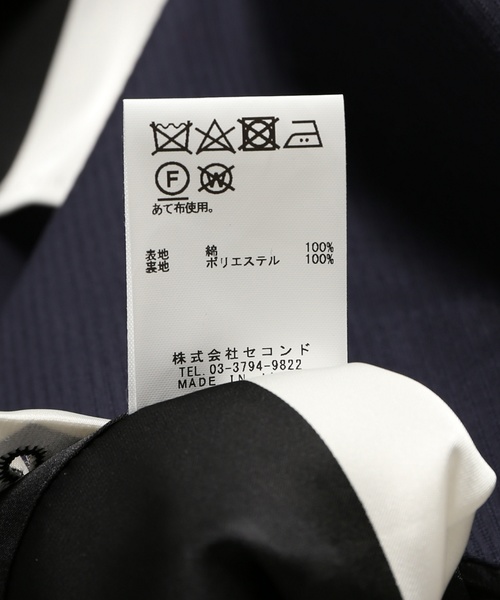 F W
あて布使用。
表地 綿 100%
裏地 ポリエステル 100%
株式会社セコンド
TEL.03-3794-9822
MADE IN